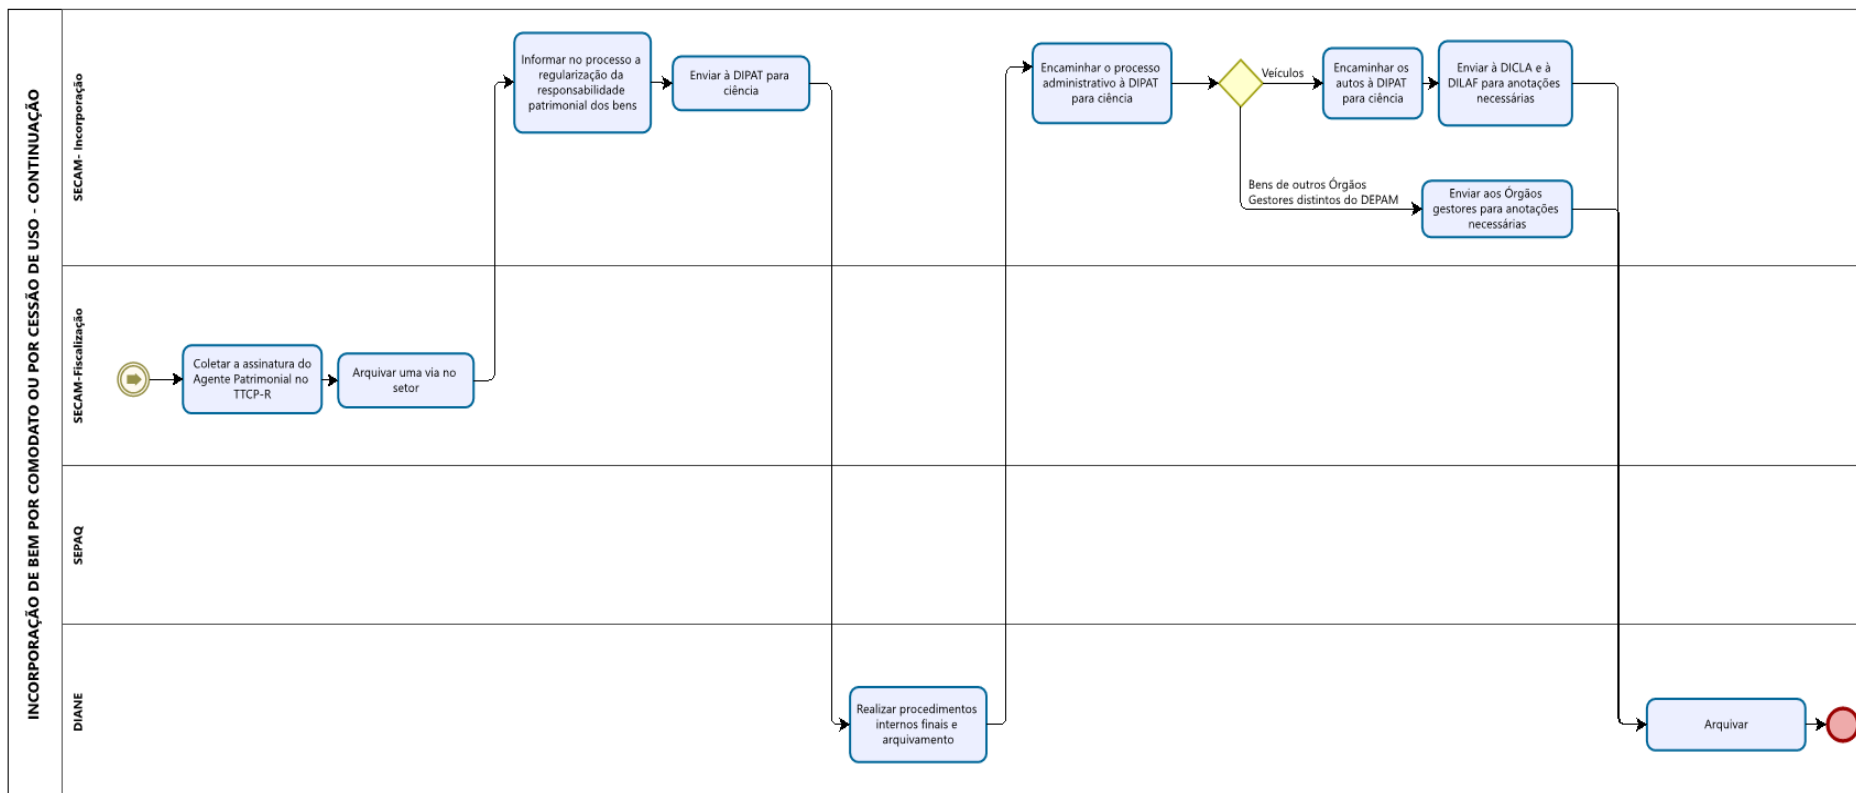 INCORPORAÇÃO DE BEM POR COMODATO OU POR CESSÃO DE USO - CONTINUAÇÃO
SECAM- Incorporação
Informar no processo a
regularização da
responsabilidade
patrimonial dos bens
Enviar à DIPAT para
ciência
Encaminhar o processo
administrativo à DIPAT
para ciência
Veículos
Encaminhar os
autos à DIPAT
para ciência
Enviar à DICLA e à
DILAF para anotações
necessárias
Bens de outros Órgãos
Gestores distintos do DEPAM
Enviar aos Órgãos
gestores para anotações
necessárias
SECAM-Fiscalização
Coletar a assinatura do
Agente Patrimonial no
TTCP-R
Arquivar uma via no
setor
SEPAQ
DIANE
Realizar procedimentos
internos finais e
arquivamento
Arquivar